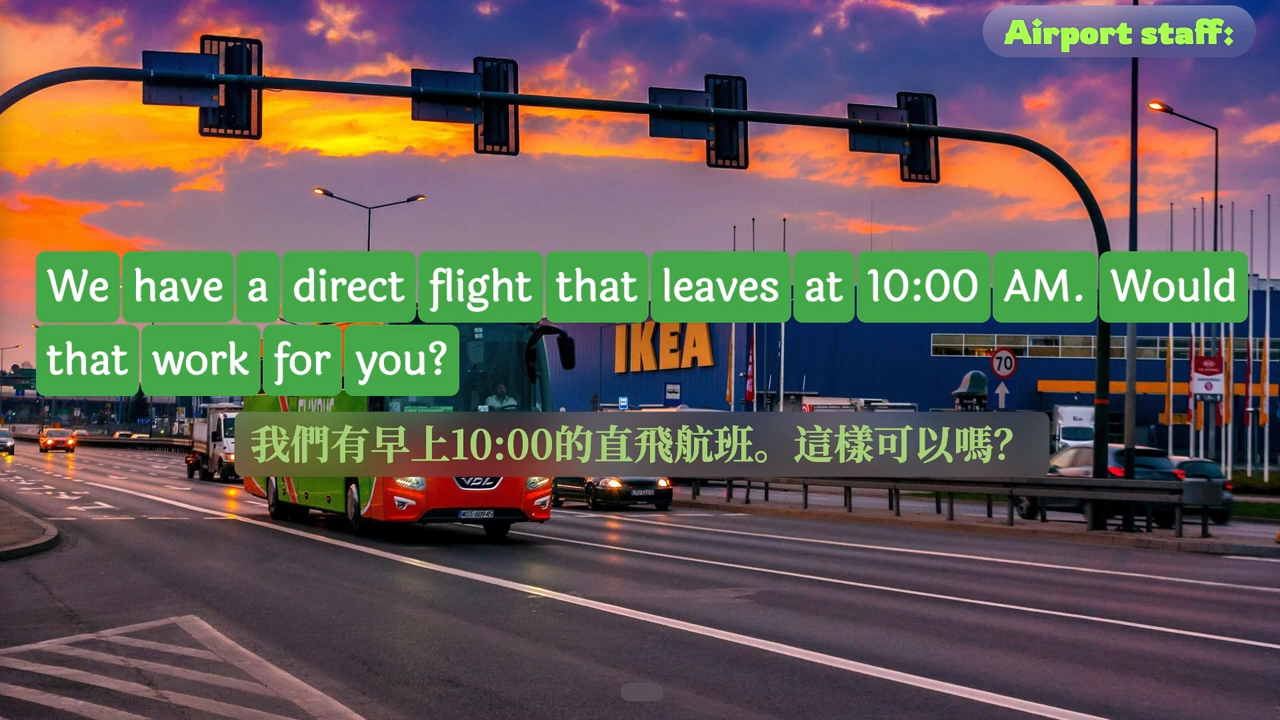 Airport staff:
We have a direct flight that leaves at 10:00 AM. Would
that work for you?
IKEA
70
我們有早上10:00的直飛航班。這樣可以嗎?
VDL